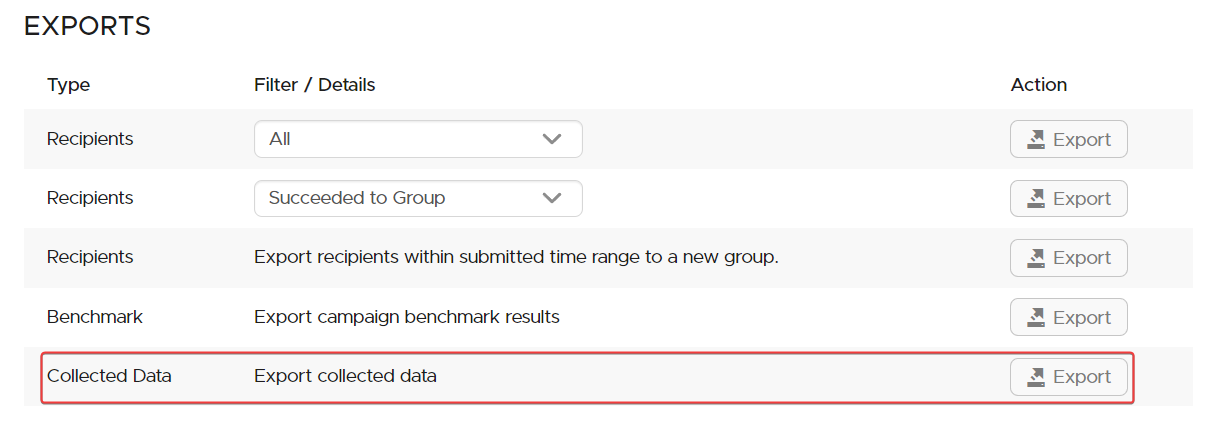 EXPORTS
Type Filter / Details Action
Recipients All Export
Recipients Succeeded to Group Export
Recipients Export recipients within submitted time range to a new group. Export
Benchmark Export campaign benchmark results Export
Collected Data Export collected data Export